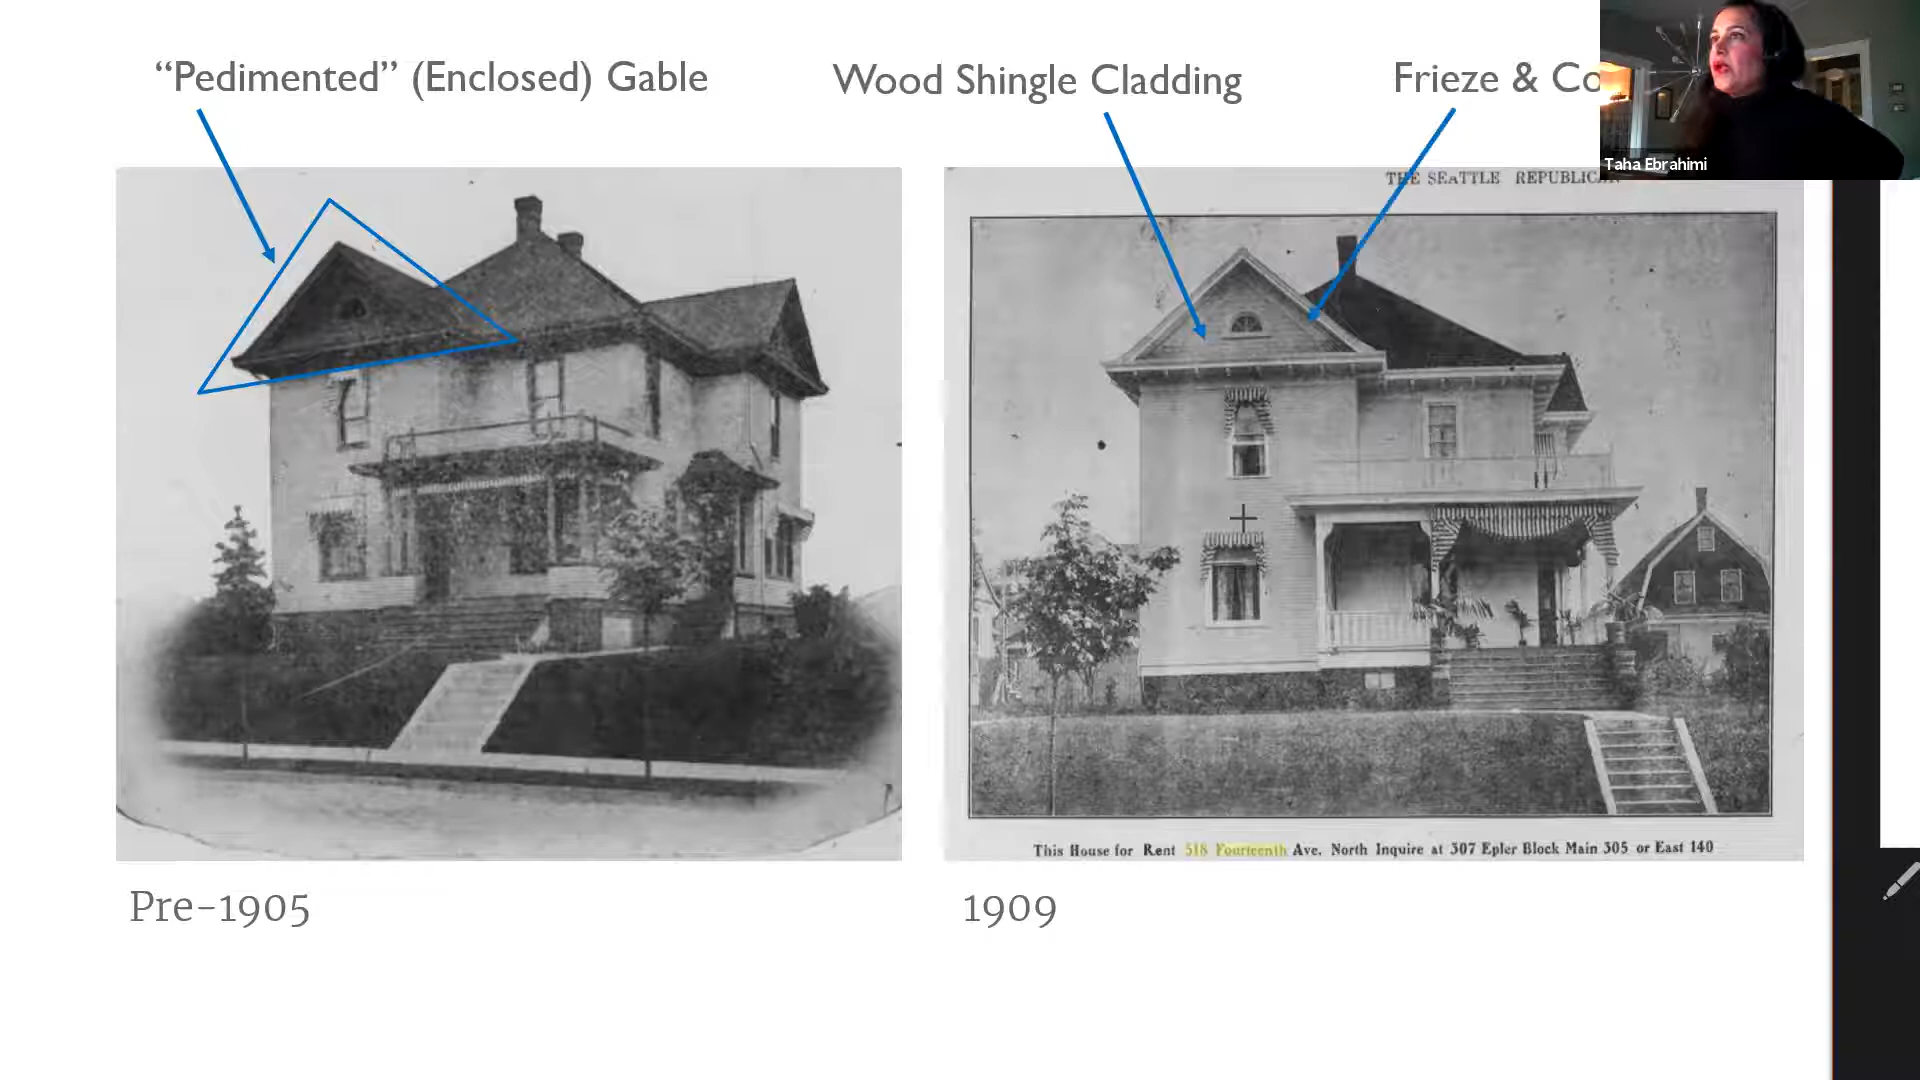 “Pedimented” (Enclosed) Gable
Wood Shingle Cladding
Frieze & Co
Taha Ebrahimi
THE SEATTLE REPUBLICAN
This House for Rent 518 Fourteenth Ave. North Inquire at 307 Epler Block Main 305 or East 140
Pre-1905
1909